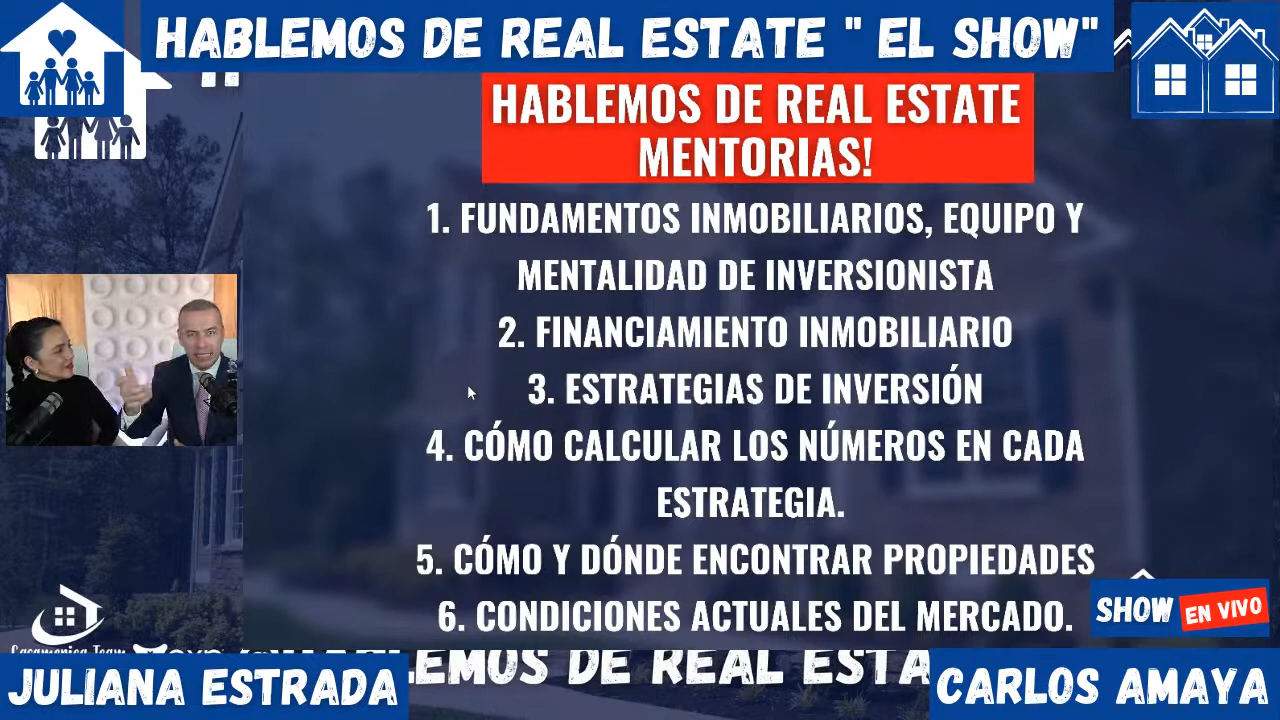 HABLEMOS DE REAL ESTATE " EL SHOW"
HABLEMOS DE REAL ESTATE
MENTORIAS!
1. FUNDAMENTOS INMOBILIARIOS, EQUIPO Y
MENTALIDAD DE INVERSIONISTA
2. FINANCIAMIENTO INMOBILIARIO
3. ESTRATEGIAS DE INVERSIÓN
4. CÓMO CALCULAR LOS NÚMEROS EN CADA
ESTRATEGIA.
5. CÓMO Y DÓNDE ENCONTRAR PROPIEDADES
6. CONDICIONES ACTUALES DEL MERCADO.
SHOW EN VIVO
DE REAL
JULIANA ESTRADA
CARLOS AMAYA